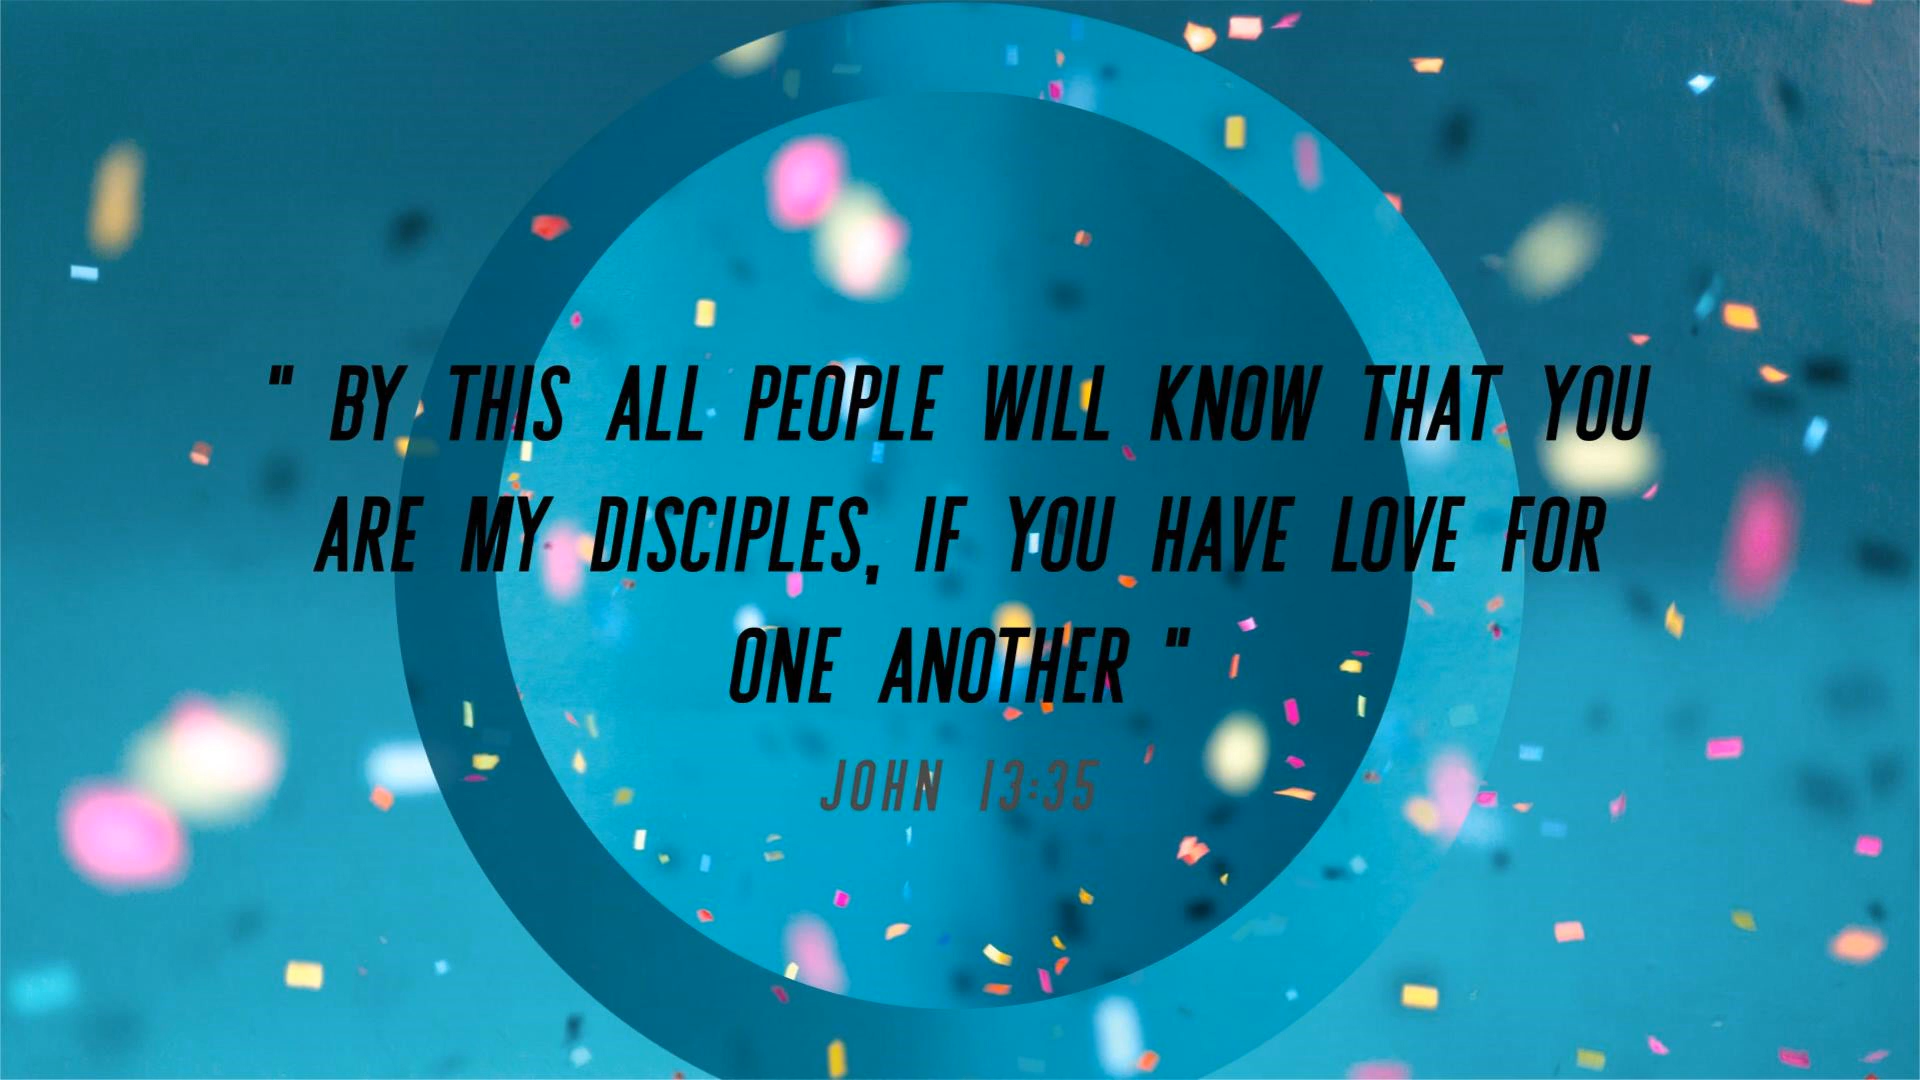 " BY THIS ALL PEOPLE WILL KNOW THAT YOU
ARE MY DISCIPLES, IF YOU HAVE LOVE FOR
ONE ANOTHER "
JOHN 13:35